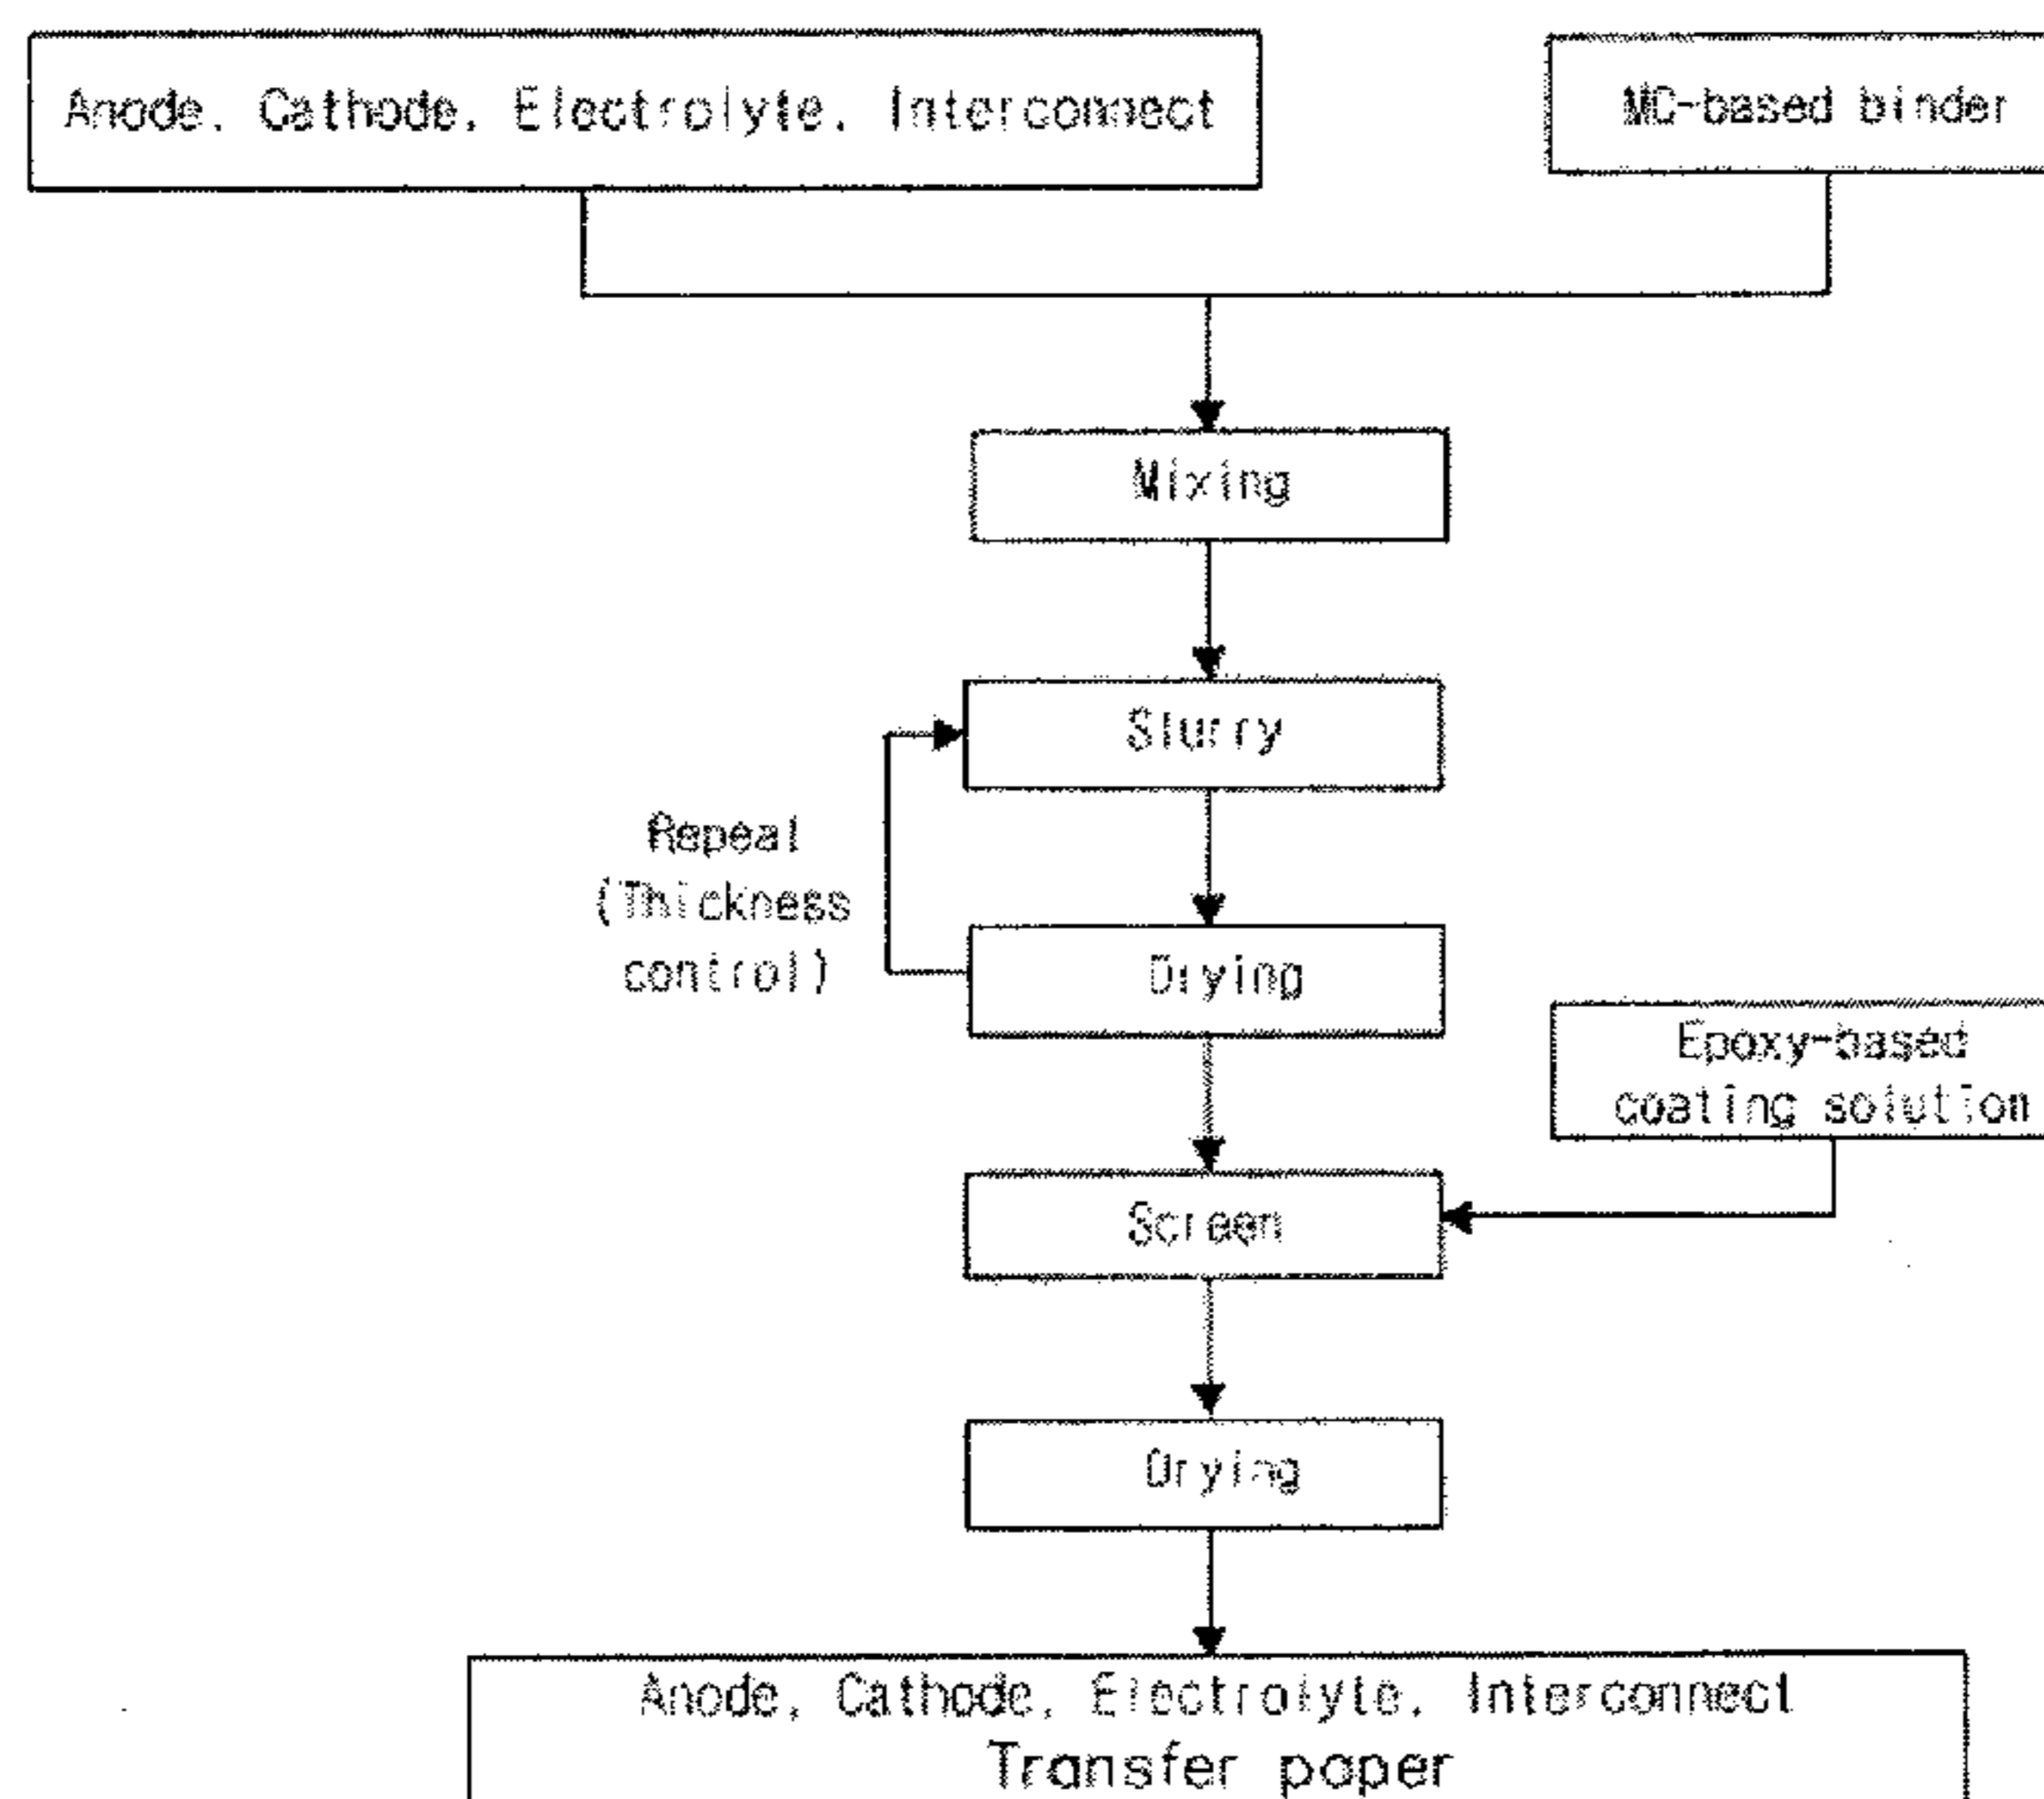 Anode, Cathode, Electrolyte, Interconnect
MC-based binder
Mixing
Slurry
Repeat
(Thickness
control)
Drying
Epoxy-based
coating solution
Screen
Drying
Anode, Cathode, Electrolyte, Interconnect
Transfer paper